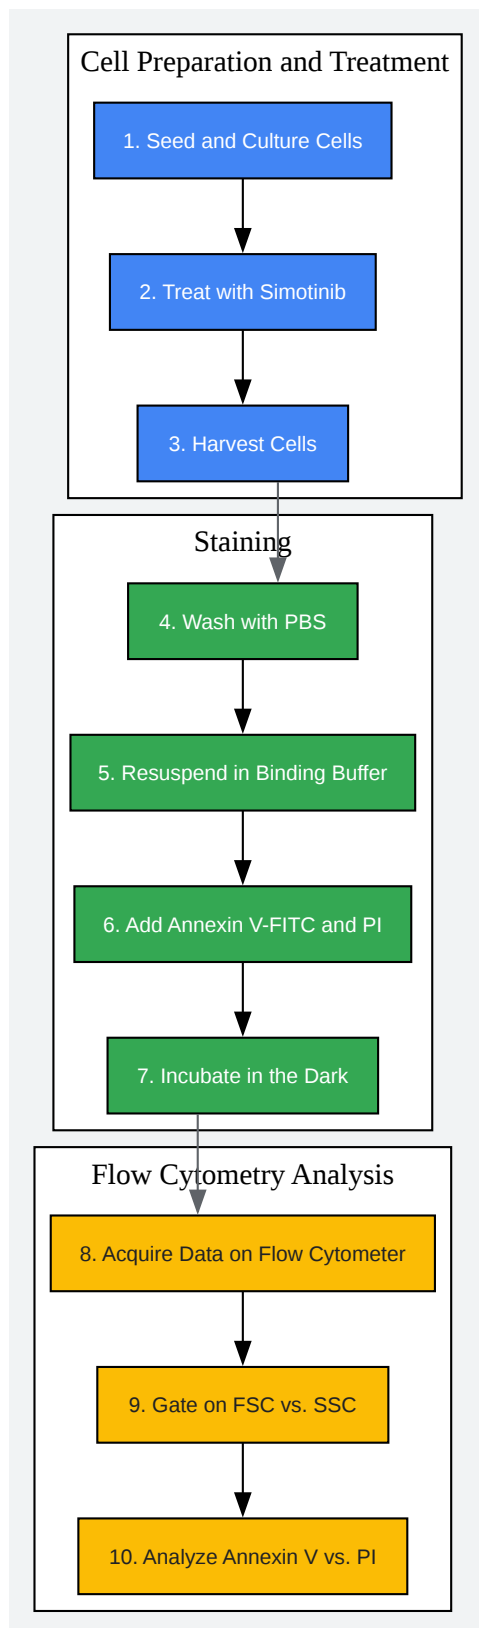 Cell Preparation and Treatment
1. Seed and Culture Cells
2. Treat with Simotinib
3. Harvest Cells
Staining
4. Wash with PBS
5. Resuspend in Binding Buffer
6. Add Annexin V-FITC and PI
7. Incubate in the Dark
Flow Cytometry Analysis
8. Acquire Data on Flow Cytometer
9. Gate on FSC vs. SSC
10. Analyze Annexin V vs. PI